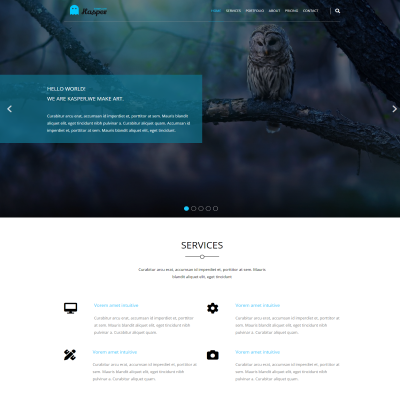 Kasper
HOME SERVICES PORTFOLIO ABOUT PRICING CONTACT
HELLO WORLD!
WE ARE KASPER,WE MAKE ART.
Curabitur arcu erat, accumsan id imperdiet et, porttitor at sem. Mauris blandit
aliquet elit, eget tincidunt nibh pulvinar a. Curabitur aliquet quam. Accumsan id
imperdiet et, porttitor at sem. Mauris blandit aliquet elit, eget tincidunt.
SERVICES
Curabitur arcu erat, accumsan id imperdiet et, porttitor at sem. Mauris
blandit aliquet elit, eget tincidunt
Vivem amet intuitive
Curabitur arcu erat, accumsan id imperdiet et, porttitor
at sem. Mauris blandit aliquet elit, eget tincidunt nibh
pulvinar a. Curabitur aliquet quam.
amet intuitive
Curabitur arcu erat, accumsan id imperdiet et, porttitor
at sem. Mauris blandit aliquet elit, eget tincidunt nibh
pulvinar a. Curabitur aliquet quam.
amet intuitive
Curabitur arcu erat, accumsan id imperdiet et, porttitor
at sem. Mauris blandit aliquet elit, eget tincidunt nibh
pulvinar a. Curabitur aliquet quam.
amet intuitive
Curabitur arcu erat, accumsan id imperdiet et, porttitor
at sem. Mauris blandit aliquet elit, eget tincidunt nibh
pulvinar a. Curabitur aliquet quam.